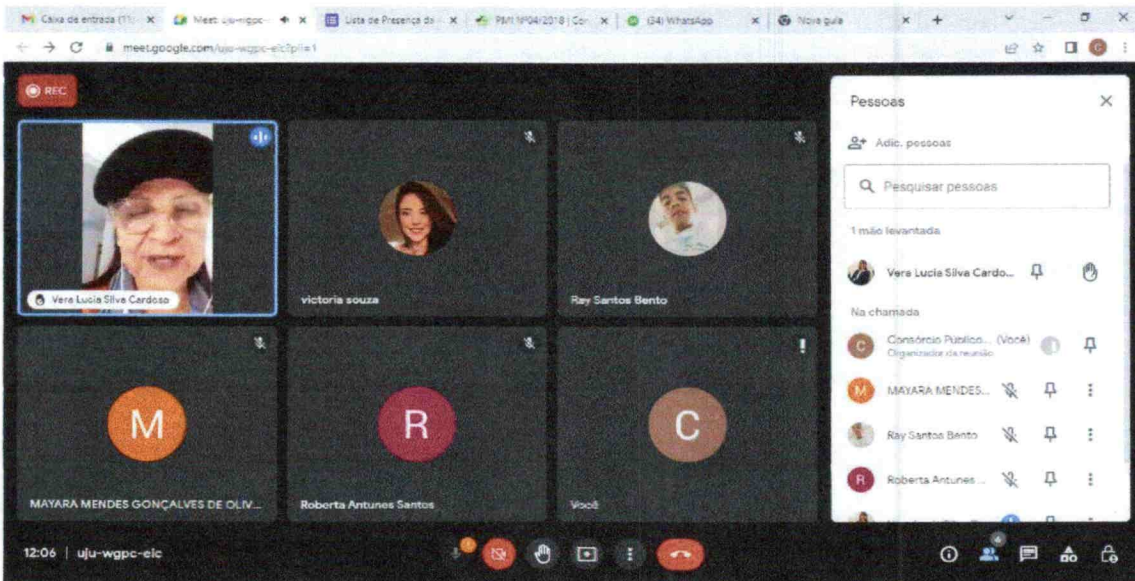 Caixa de entrada (11)
Meet: uju-wgpc-
Lista de Presença da
PMI Nº04/2018 | Con
(34) WhatsApp
Nova guia
meet.google.com/uju-wgpc-elc?pli=1
REC
Vera Lucia Silva Cardoso
victoria souza
Ray Santos Bento
MAYARA MENDES GONÇALVES DE OLIV...
Roberta Antunes Santos
Você
M
R
C
12:06 | uju-wgpc-elc
6
Pessoas
Adic. pessoas
Pesquisar pessoas
1 mão levantada
Vera Lucia Silva Cardo...
Na chamada
C
Consórcio Público... (Você)
Organizador da reunião
M
MAYARA MENDES...
Ray Santos Bento
R
Roberta Antunes ...